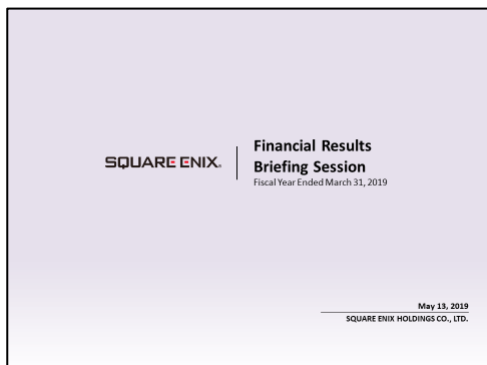 SQUARE ENIX.
Financial Results
Briefing Session
Fiscal Year Ended March 31, 2019
May 13, 2019
SQUARE ENIX HOLDINGS CO., LTD.